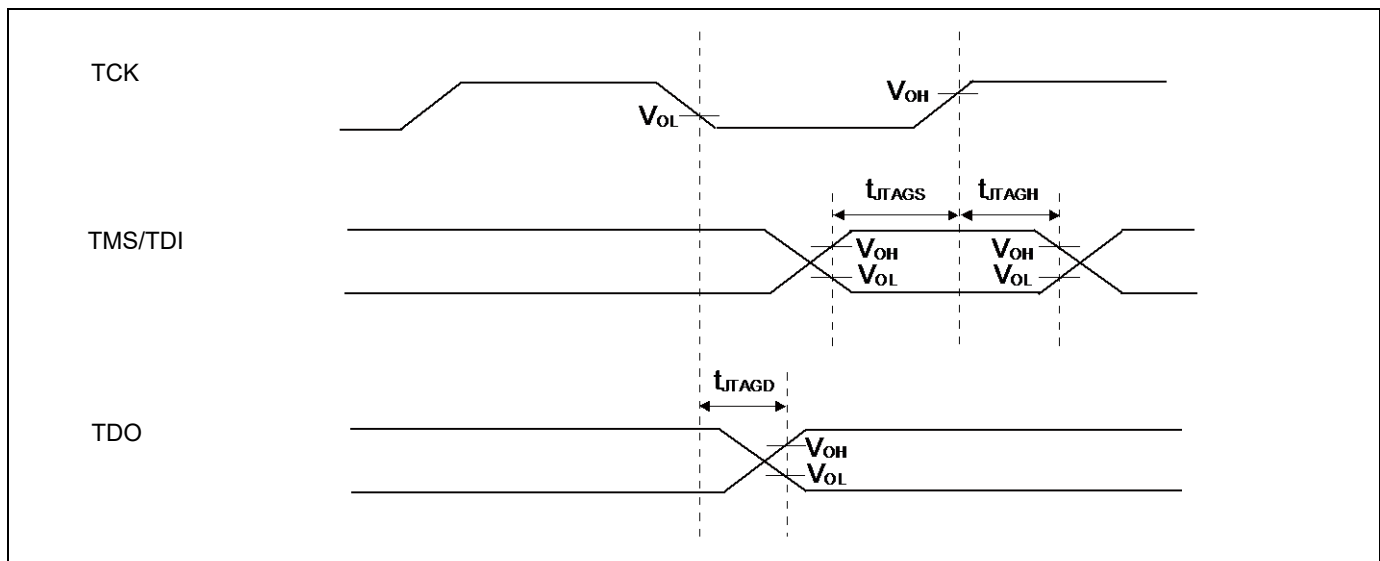 TCK
VOL
VOH
tJTAGS
tJTAGH
TMS/TDI
VOH
VOH
VOL
VOL
tJTAGD
TDO
VOH
VOL